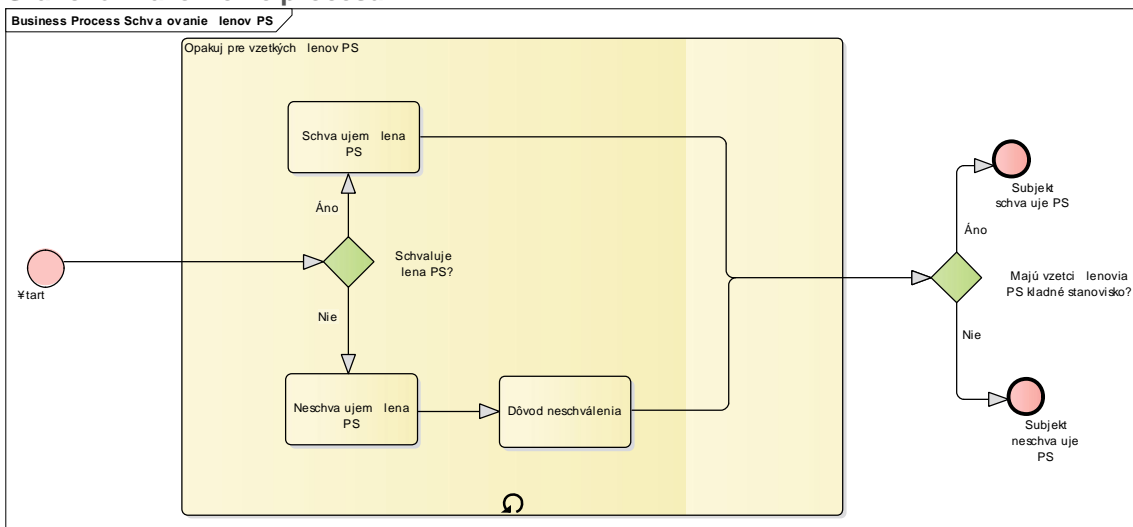 Business Process Schva ovanie lenov PS
Opakuj pre vzetkých lenov PS
Schva ujem lena
PS
Áno
Schvaluje
lena PS?
¥tart
Nie
Neschva ujem lena
PS
Dôvod neschválenia
Subjekt
schva uje PS
Áno
Majú vzetci lenovia
PS kladné stanovisko?
Nie
Subjekt
neschva uje
PS